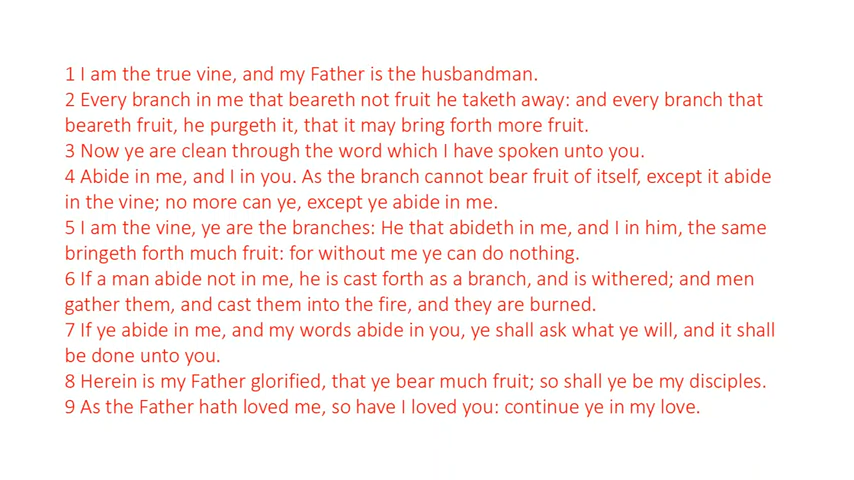 1 I am the true vine, and my Father is the husbandman.
2 Every branch in me that beareth not fruit he taketh away: and every branch that
beareth fruit, he purgeth it, that it may bring forth more fruit.
3 Now ye are clean through the word which I have spoken unto you.
4 Abide in me, and I in you. As the branch cannot bear fruit of itself, except it abide
in the vine; no more can ye, except ye abide in me.
5 I am the vine, ye are the branches: He that abideth in me, and I in him, the same
bringeth forth much fruit: for without me ye can do nothing.
6 If a man abide not in me, he is cast forth as a branch, and is withered; and men
gather them, and cast them into the fire, and they are burned.
7 If ye abide in me, and my words abide in you, ye shall ask what ye will, and it shall
be done unto you.
8 Herein is my Father glorified, that ye bear much fruit; so shall ye be my disciples.
9 As the Father hath loved me, so have I loved you: continue ye in my love.